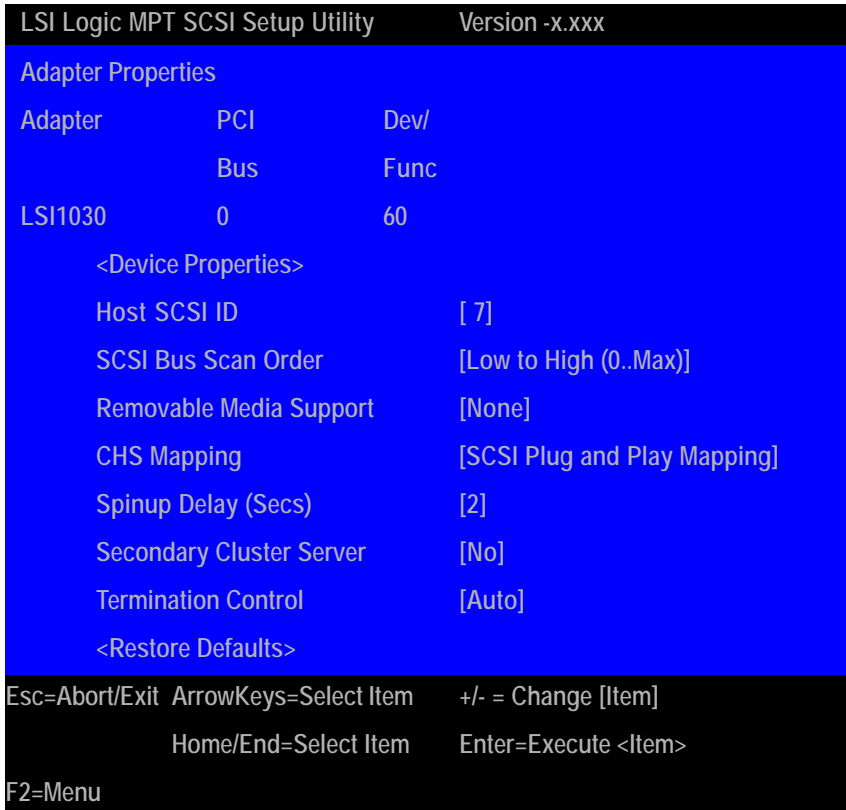 LSI Logic MPT SCSI Setup Utility Version -x.xxx
Adapter Properties
Adapter PCI Dev/
Bus Func
LSI1030 0 60
<Device Properties>
Host SCSI ID [ 7]
SCSI Bus Scan Order [Low to High (0..Max)]
Removable Media Support [None]
CHS Mapping [SCSI Plug and Play Mapping]
Spinup Delay (Secs) [2]
Secondary Cluster Server [No]
Termination Control [Auto]
<Restore Defaults>
Esc=Abort/Exit ArrowKeys=Select Item +/- = Change [Item]
Home/End=Select Item Enter=Execute <Item>
F2=Menu